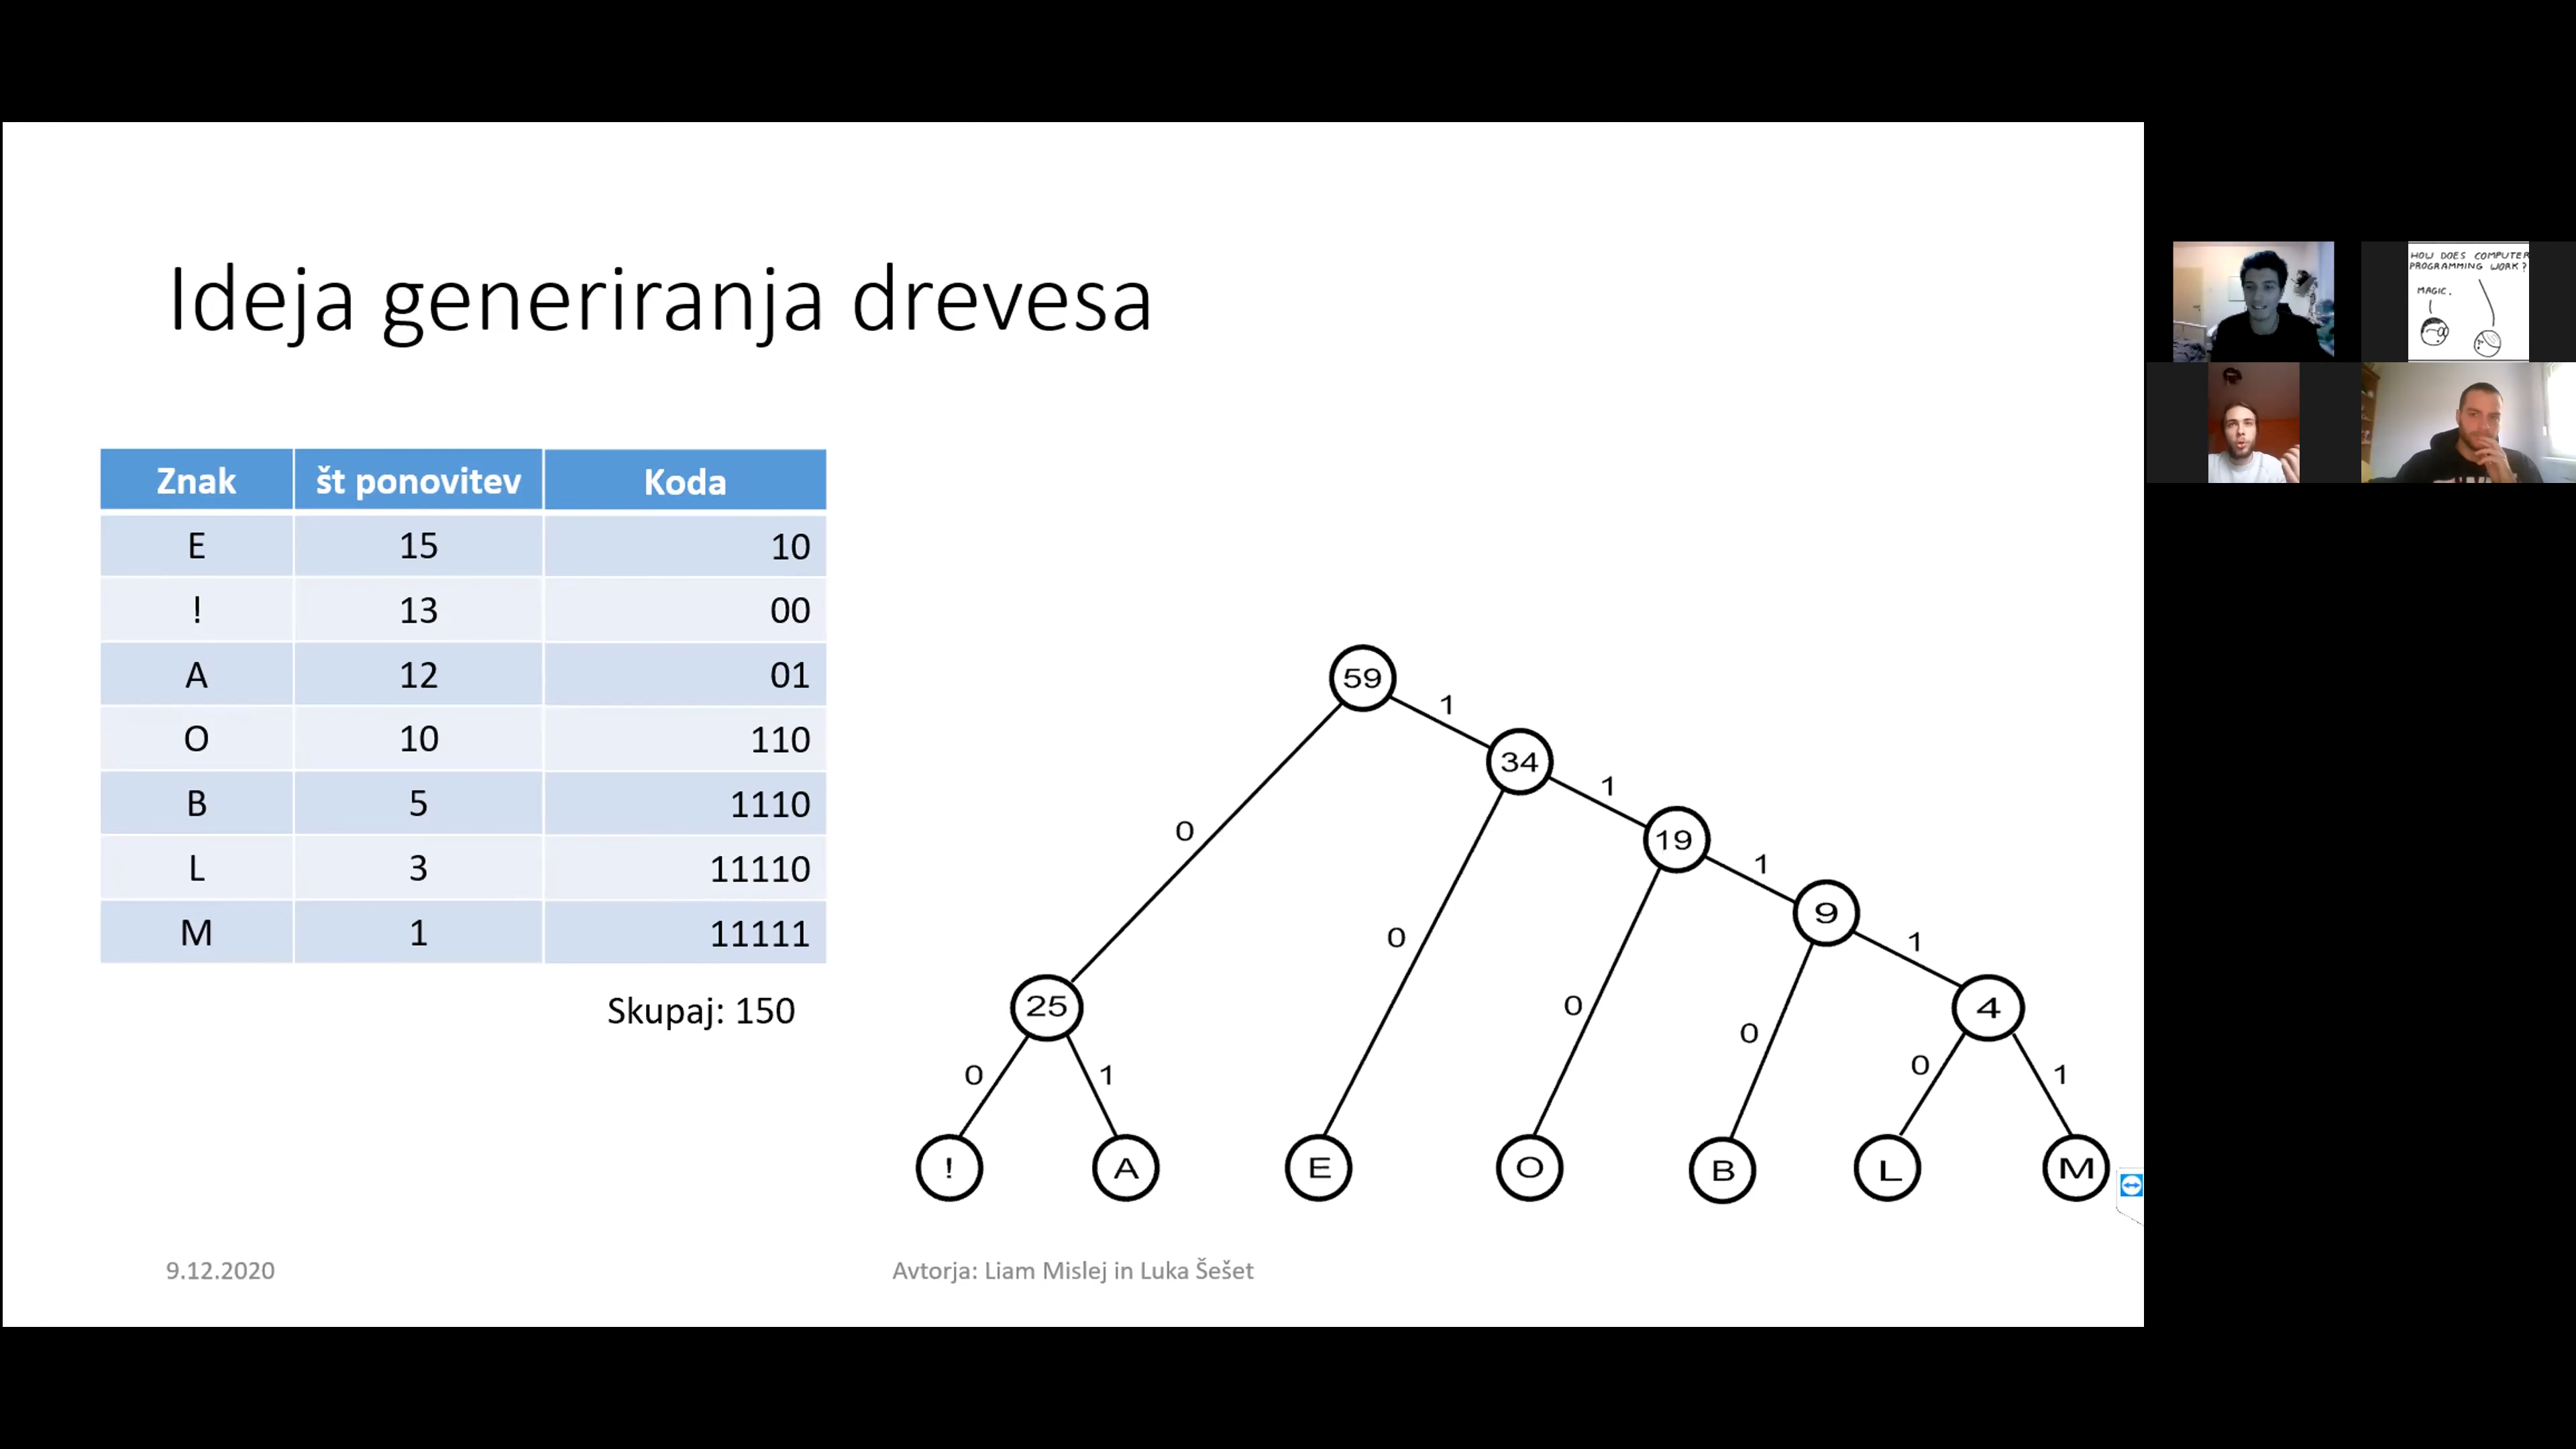 Ideja generiranja drevesa
Znak št ponovitev Koda
E 15 10
! 13 00
A 12 01
O 10 110
B 5 1110
L 3 11110
M 1 11111
Skupaj: 150
59
1
34
1
19
0
1
9
0
1
25
0
0
4
0
1
0
0
1
! A E O B L M
9.12.2020
Avtorja: Liam Mislej in Luka Šešet
HOW DOES COMPUTER
PROGRAMMING WORK?
MAGIC.